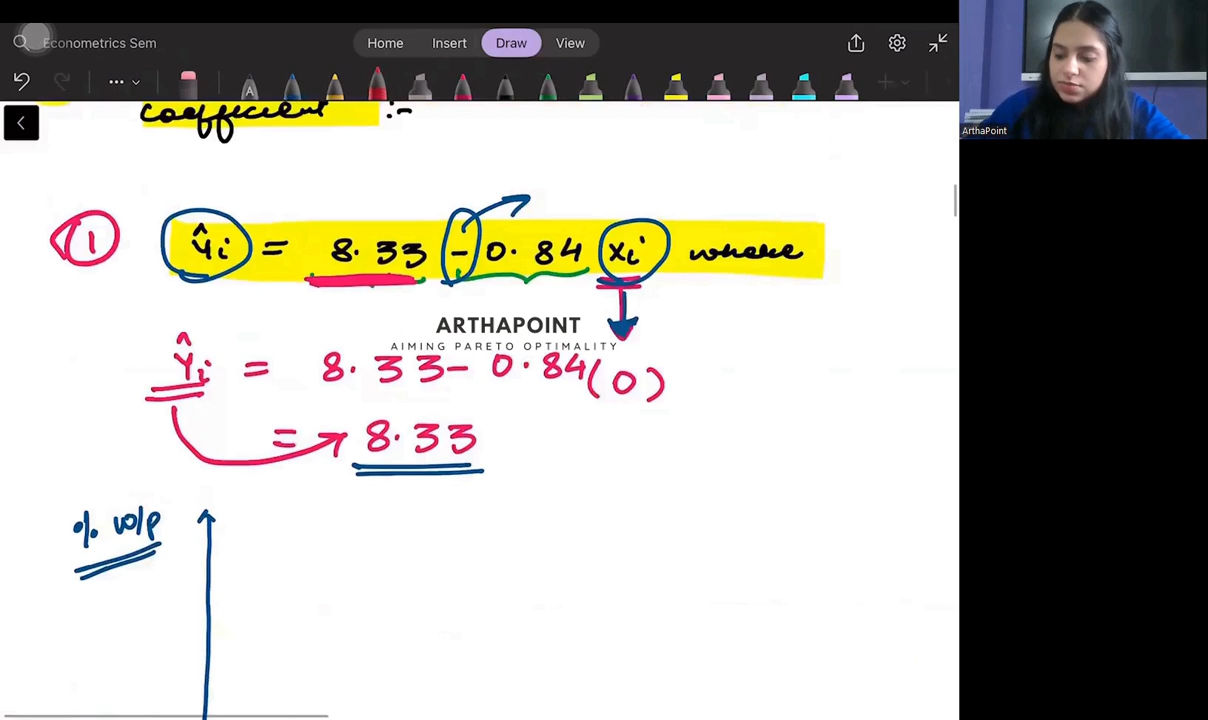 Econometrics Sem
Home Insert Draw View
A
coefficient :-
ArthaPoint
1 Ŷi = 8.33 - 0.84 Xi where
ARTHAPOINT
AIMING PARETO OPTIMALITY
Ŷi = 8.33 - 0.84(0)
= 8.33